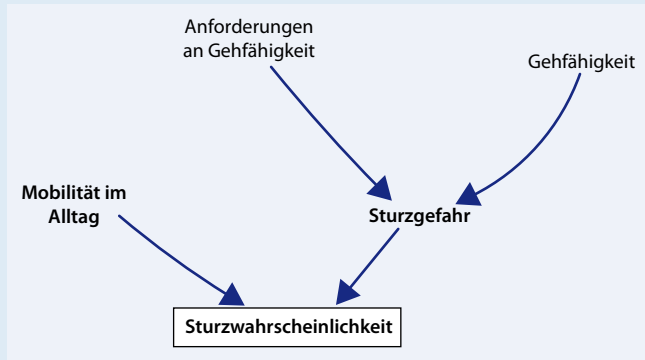 Anforderungen
an Gehfähigkeit
Gehfähigkeit
Mobilität im
Alltag
Sturzgefahr
Sturzwahrscheinlichkeit